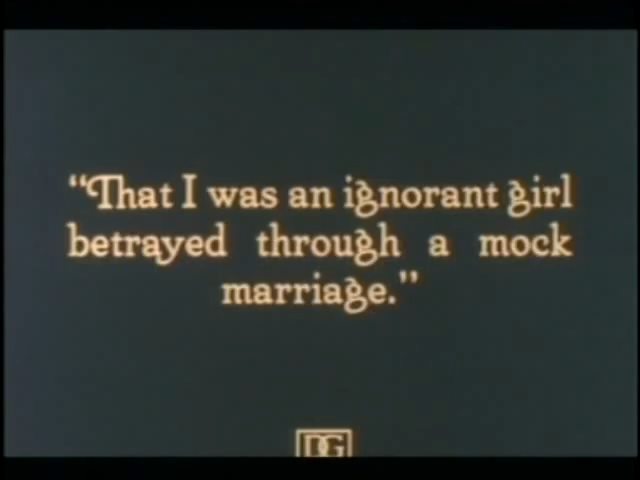 “That I was an ignorant girl
betrayed through a mock
marriage.”
DG